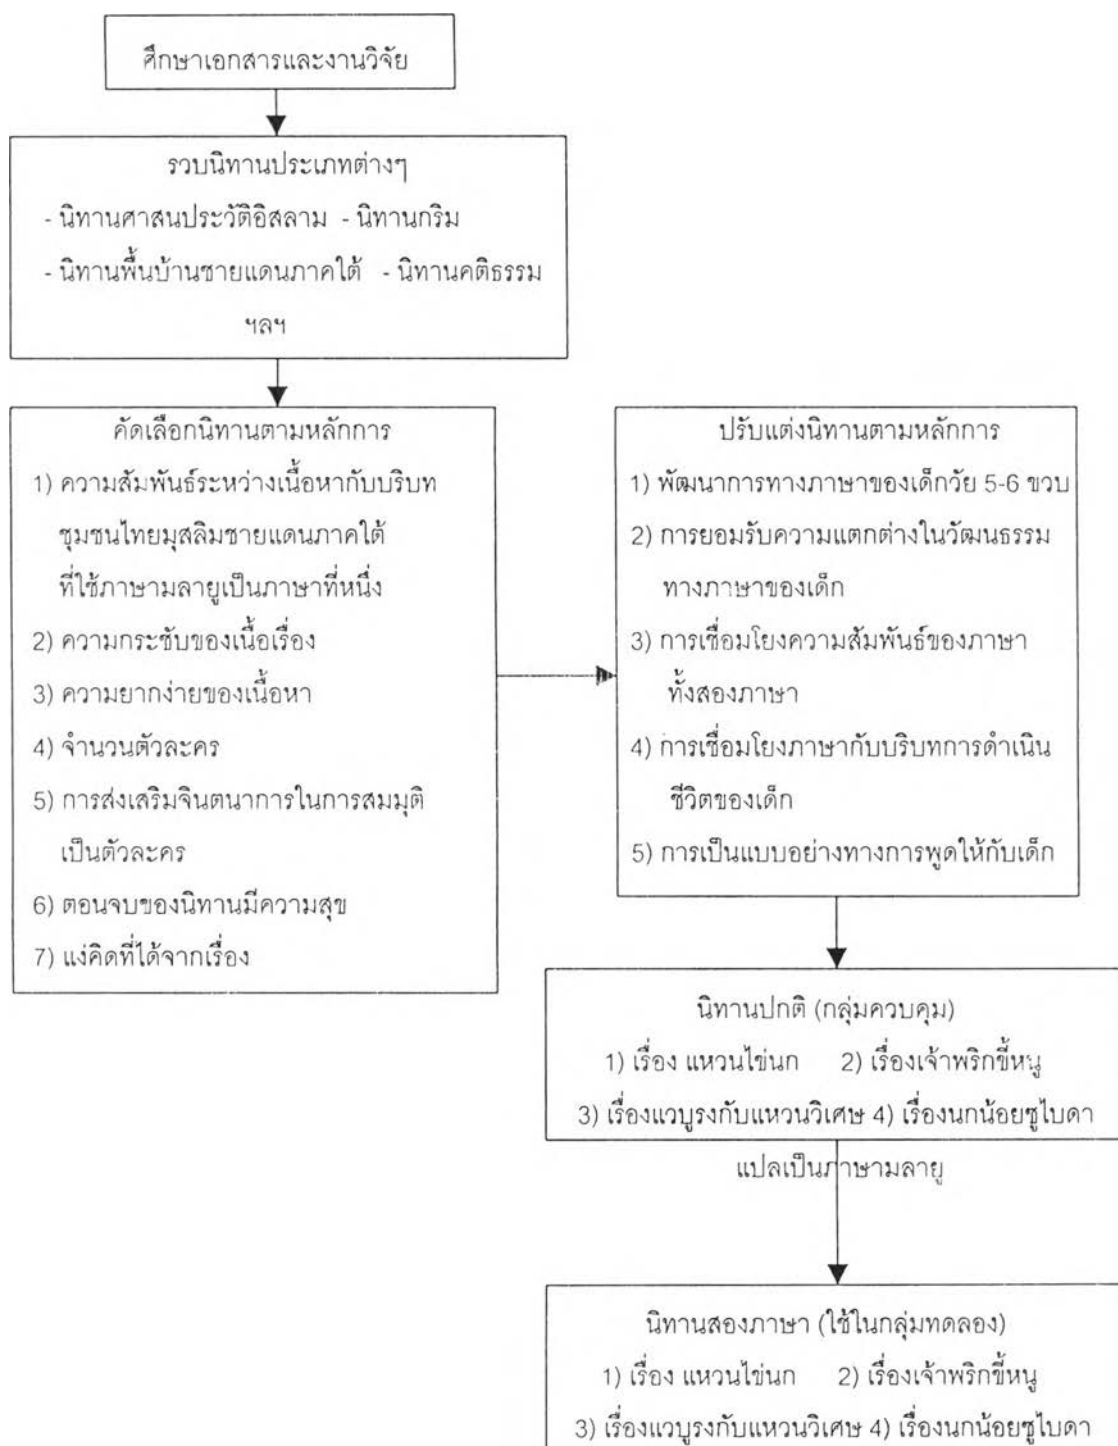 ศึกษาเอกสารและงานวิจัย
รวบนิทานประเภทต่างๆ
- นิทานศาสนประวัติอิสลาม - นิทานกริม
- นิทานพื้นบ้านชายแดนภาคใต้ - นิทานคติธรรม
ฯลฯ
คัดเลือกนิทานตามหลักการ
1) ความสัมพันธ์ระหว่างเนื้อหากับบริบท
ชุมชนไทยมุสลิมชายแดนภาคใต้
ที่ใช้ภาษามลายูเป็นภาษาที่หนึ่ง
2) ความกระชับของเนื้อเรื่อง
3) ความยากง่ายของเนื้อหา
4) จำนวนตัวละคร
5) การส่งเสริมจินตนาการในการสมมุติ
เป็นตัวละคร
6) ตอนจบของนิทานมีความสุข
7) แง่คิดที่ได้จากเรื่อง
ปรับแต่งนิทานตามหลักการ
1) พัฒนาการทางภาษาของเด็กวัย 5-6 ขวบ
2) การยอมรับความแตกต่างในวัฒนธรรม
ทางภาษาของเด็ก
3) การเชื่อมโยงความสัมพันธ์ของภาษา
ทั้งสองภาษา
4) การเชื่อมโยงภาษากับบริบทการดำเนิน
ชีวิตของเด็ก
5) การเป็นแบบอย่างทางการพูดให้กับเด็ก
นิทานปกติ (กลุ่มควบคุม)
1) เรื่อง แหวนไข่นก 2) เรื่องเจ้าพริกขี้หนู
3) เรื่องแวบูรงกับแหวนวิเศษ 4) เรื่องนกน้อยซูไบดา
แปลเป็นภาษามลายู
นิทานสองภาษา (ใช้ในกลุ่มทดลอง)
1) เรื่อง แหวนไข่นก 2) เรื่องเจ้าพริกขี้หนู
3) เรื่องแวบูรงกับแหวนวิเศษ 4) เรื่องนกน้อยซูไบดา